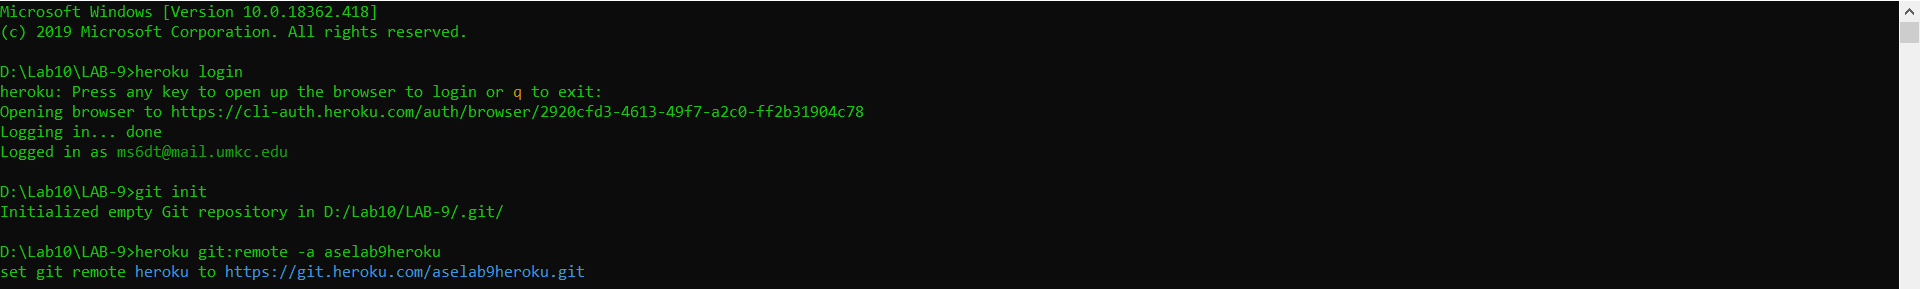 Microsoft Windows [Version 10.0.18362.418]
(c) 2019 Microsoft Corporation. All rights reserved.
D:\Lab10\LAB-9>heroku login
heroku: Press any key to open up the browser to login or q to exit:
Opening browser to https://cli-auth.heroku.com/auth/browser/2920cfd3-4613-49f7-a2c0-ff2b31904c78
Logging in... done
Logged in as ms6dt@mail.umkc.edu
D:\Lab10\LAB-9>git init
Initialized empty Git repository in D:/Lab10/LAB-9/.git/
D:\Lab10\LAB-9>heroku git:remote -a aselab9heroku
set git remote heroku to https://git.heroku.com/aselab9heroku.git